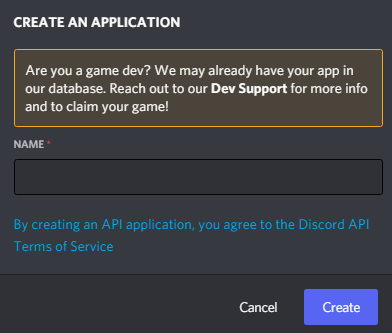 CREATE AN APPLICATION
Are you a game dev? We may already have your app in
our database. Reach out to our Dev Support for more info
and to claim your game!
NAME *
By creating an API application, you agree to the Discord API
Terms of Service
Cancel Create